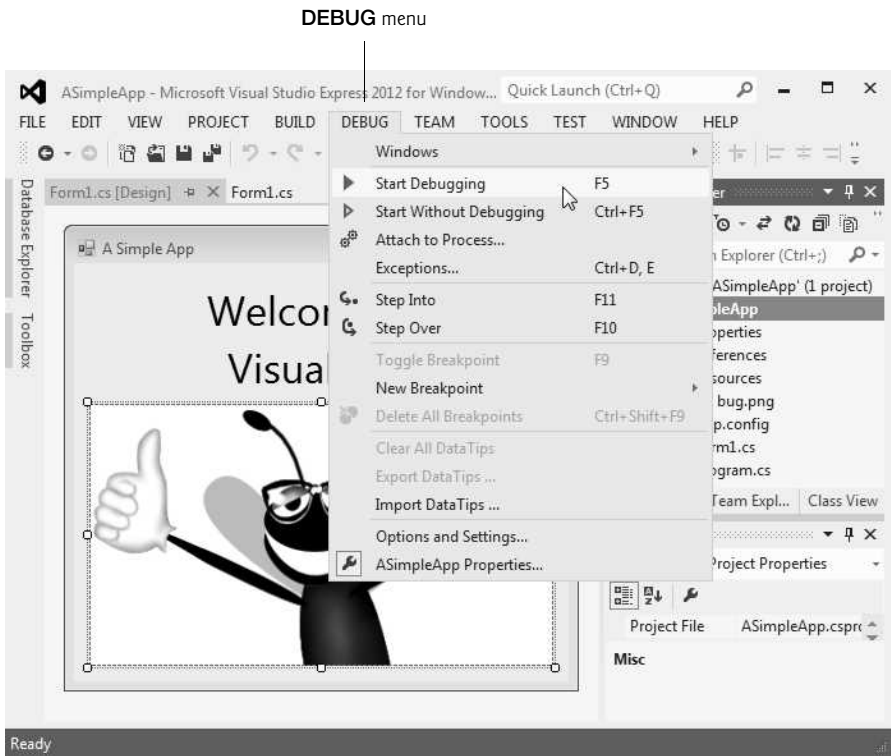 DEBUG menu
ASimpleApp - Microsoft Visual Studio Express 2012 for Window... Quick Launch (Ctrl+Q)
FILE EDIT VIEW PROJECT BUILD DEBUG TEAM TOOLS TEST WINDOW HELP
Windows
Start Debugging F5
Start Without Debugging Ctrl+F5
Attach to Process...
Exceptions... Ctrl+D, E
Step Into F11
Step Over F10
Toggle Breakpoint F9
New Breakpoint
Delete All Breakpoints Ctrl+Shift+F9
Clear All DataTips
Export DataTips ...
Import DataTips ...
Options and Settings...
ASimpleApp Properties...
Database Explorer
Toolbox
Form1.cs [Design] Form1.cs
A Simple App
Welcor
Visual
er
n Explorer (Ctrl+;)
ASimpleApp' (1 project)
pleApp
operties
ferences
sources
bug.png
p.config
rm1.cs
ogram.cs
Team Expl... Class View
Project Properties
Project File ASimpleApp.cspro
Misc
Ready